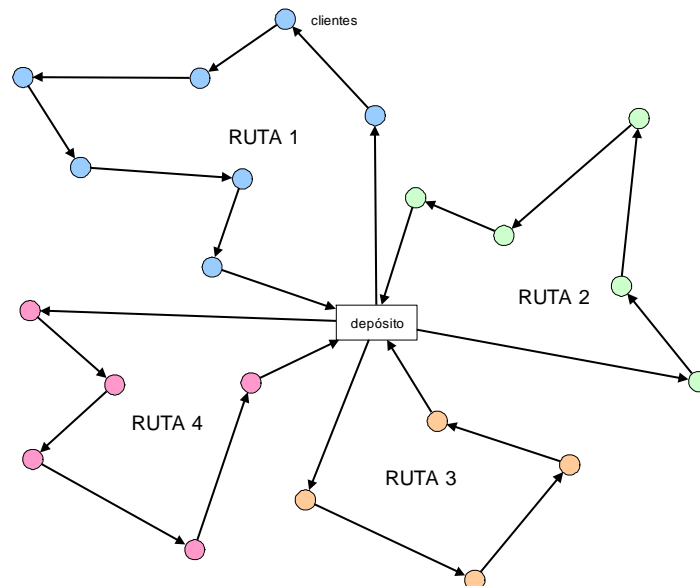 clientes
RUTA 1
RUTA 2
depósito
RUTA 4
RUTA 3